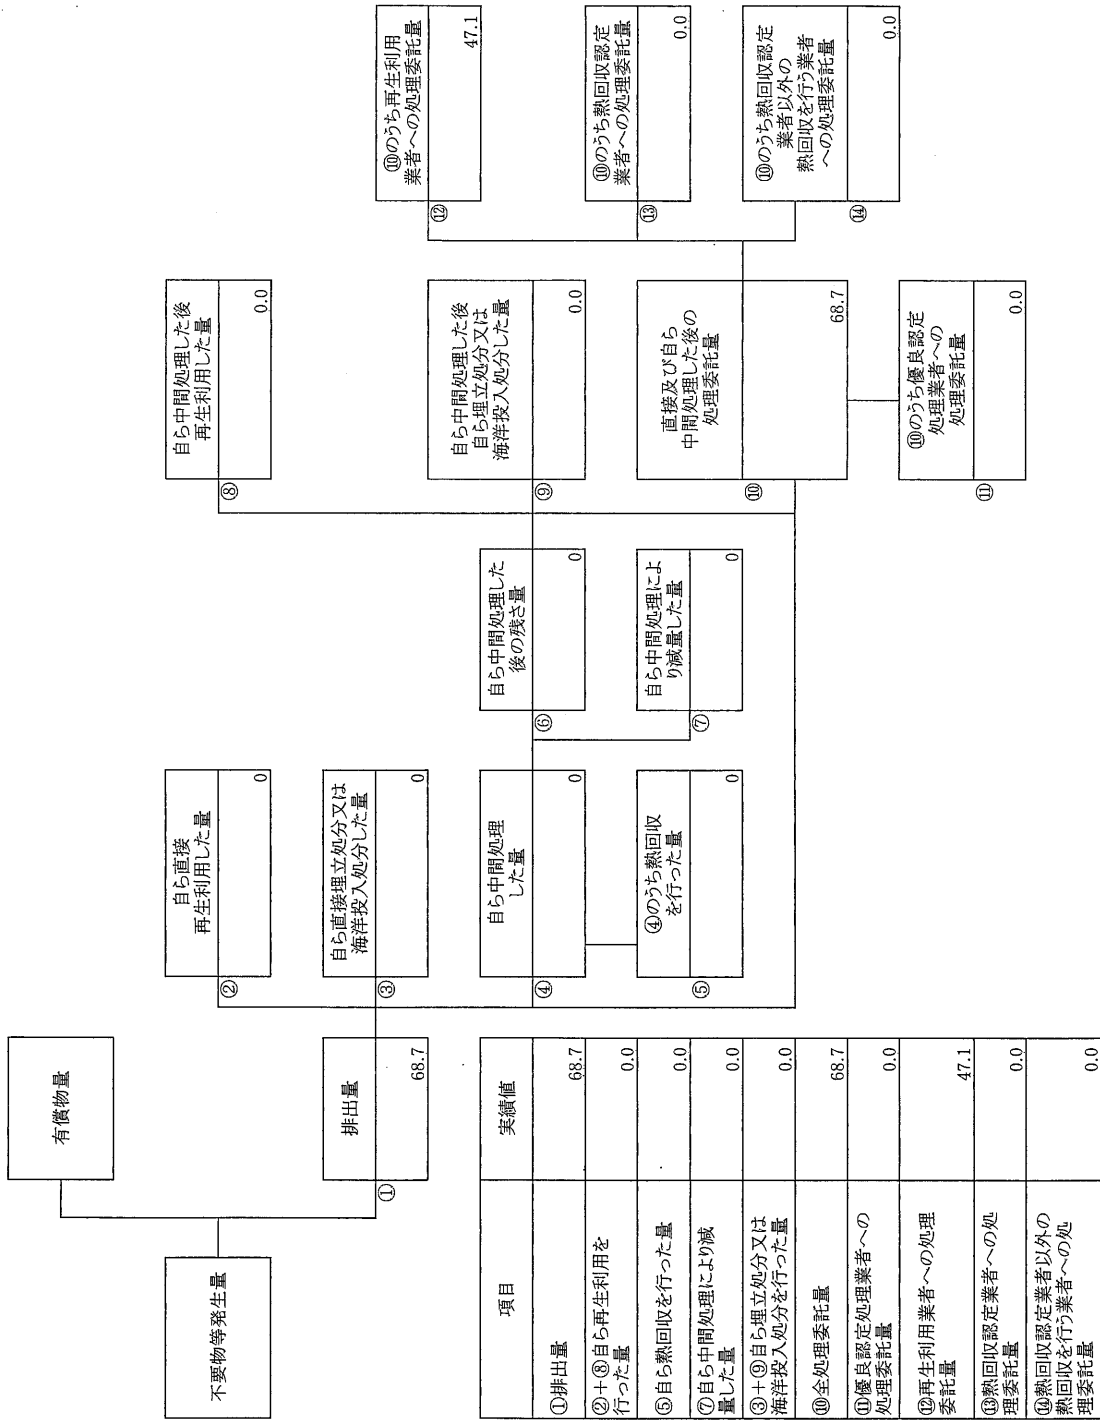 不要物等発生量
有償物量
①
排出量
68.7
②
自ら直接
再生利用した量
0
③
自ら直接埋立処分又は
海洋投入処分した量
0
④
自ら中間処理
した量
0
⑤
④のうち熱回収
を行った量
0
⑥
自ら中間処理した
後の残さ量
0
⑦
自ら中間処理によ
り減量した量
0
⑧
自ら中間処理した後
再生利用した量
0.0
⑨
自ら中間処理した後
自ら埋立処分又は
海洋投入処分した量
0.0
⑩
直接及び自ら
中間処理した後の
処理委託量
68.7
⑪
⑩のうち優良認定
処理業者への
処理委託量
0.0
⑫
⑩のうち再生利用
業者への処理委託量
47.1
⑬
⑩のうち熱回収認定
業者への処理委託量
0.0
⑭
⑩のうち熱回収認定
業者以外の
熱回収を行う業者
への処理委託量
0.0
項目 実績値
①排出量 68.7
②+⑧自ら再生利用を
行った量 0.0
⑤自ら熱回収を行った量 0.0
⑦自ら中間処理により減
量した量 0.0
③+⑨自ら埋立処分又は
海洋投入処分を行った量 0.0
⑩全処理委託量 68.7
⑪優良認定処理業者への
処理委託量 0.0
⑫再生利用業者への処理
委託量 47.1
⑬熱回収認定業者への処
理委託量 0.0
⑭熱回収認定業者以外の
熱回収を行う業者への処
理委託量 0.0